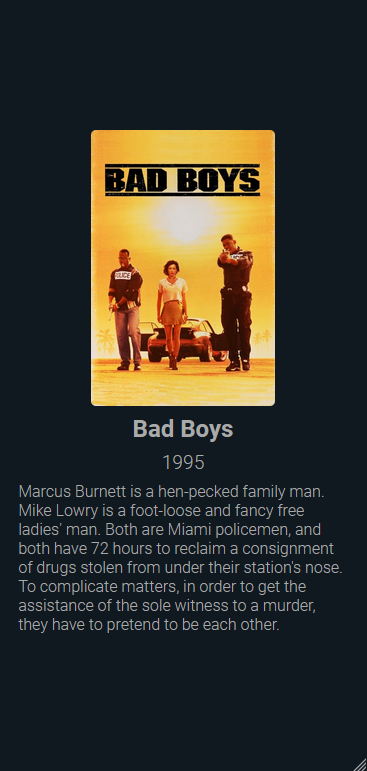 BAD BOYS
POLICE
Bad Boys
1995
Marcus Burnett is a hen-pecked family man.
Mike Lowry is a foot-loose and fancy free
ladies' man. Both are Miami policemen, and
both have 72 hours to reclaim a consignment
of drugs stolen from under their station's nose.
To complicate matters, in order to get the
assistance of the sole witness to a murder,
they have to pretend to be each other.